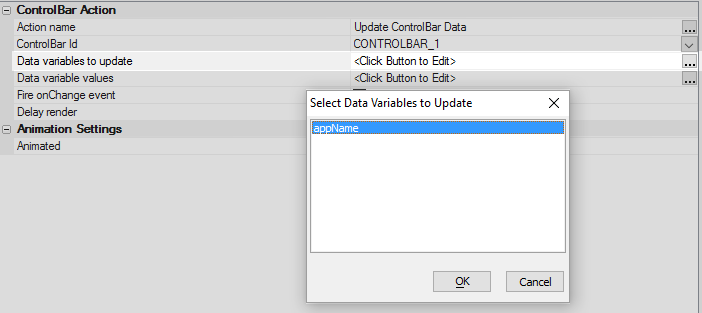 ControlBar Action
Action name Update ControlBar Data ...
ControlBar Id CONTROLBAR_1
Data variables to update <Click Button to Edit> ...
Data variable values <Click Button to Edit> ...
Fire onChange event
Delay render
Animation Settings
Animated
Select Data Variables to Update
appName
OK
Cancel